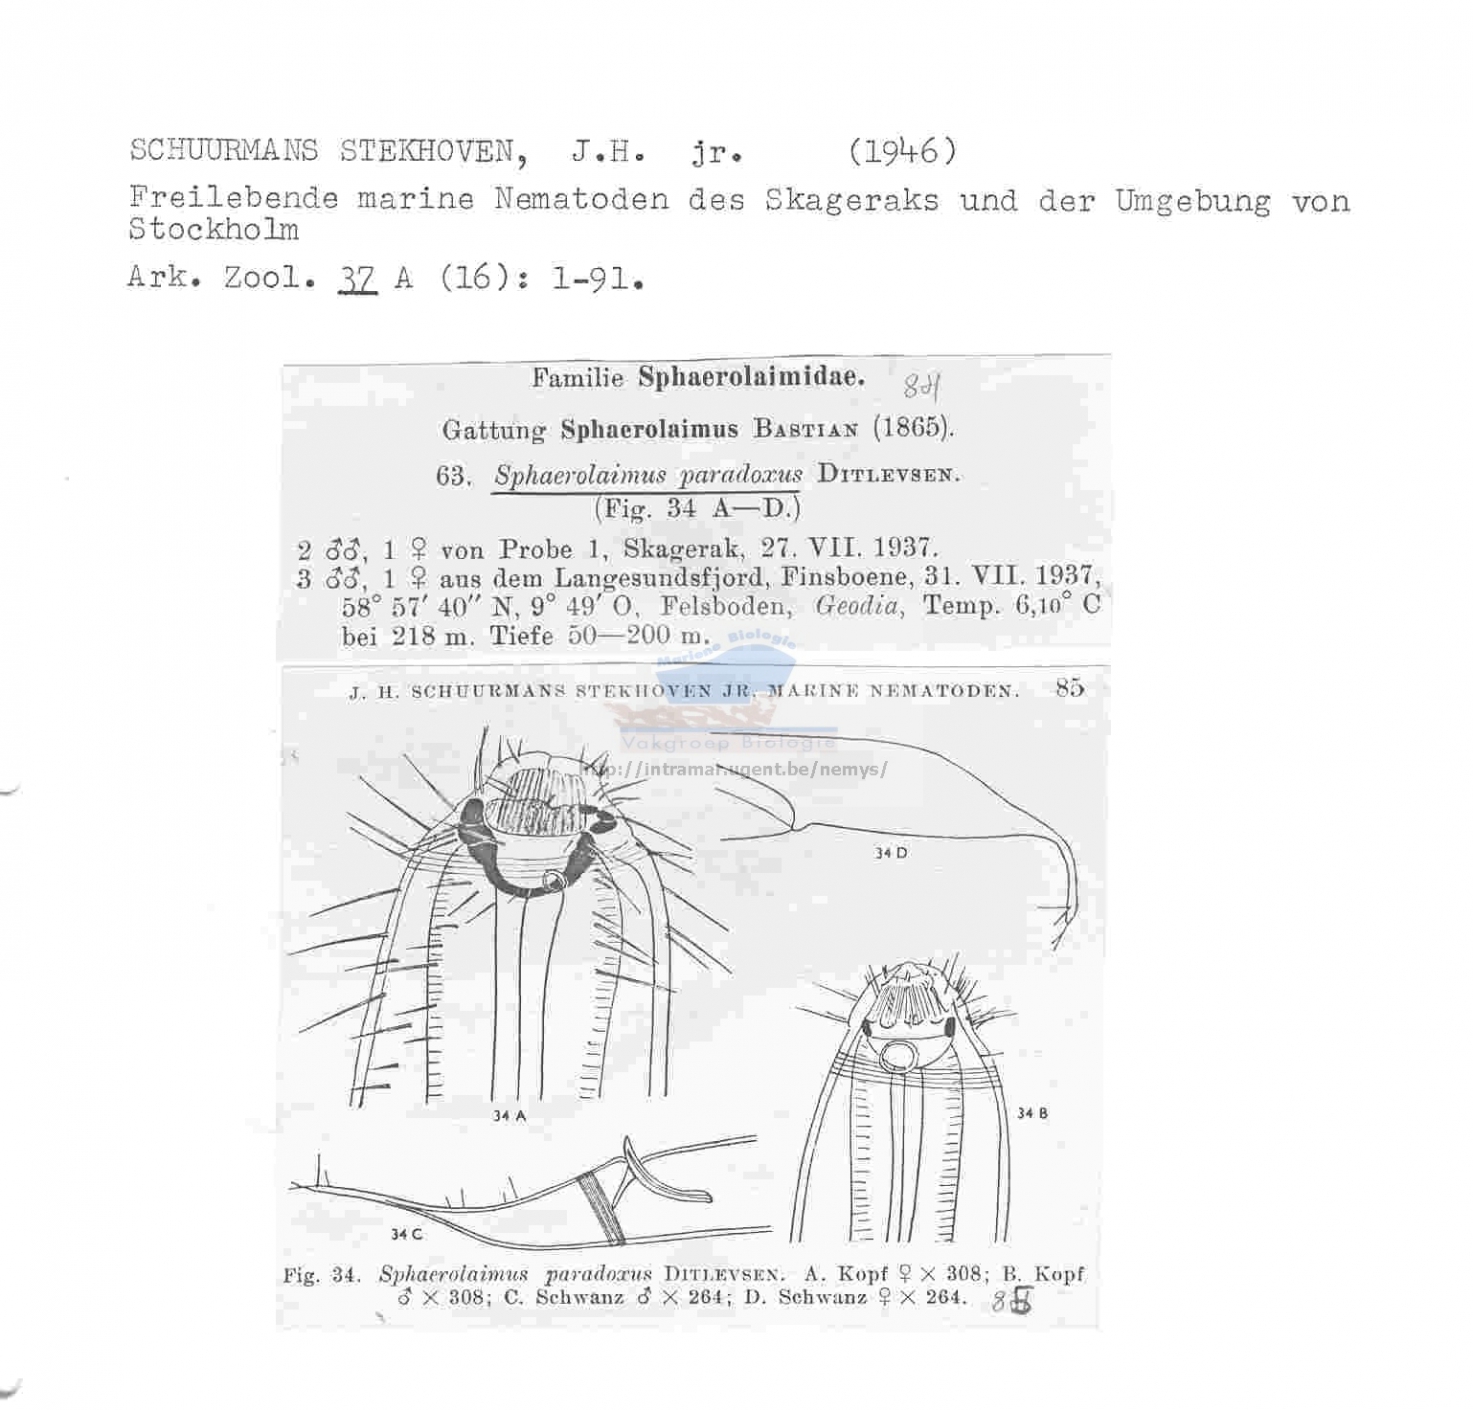 SCHUURMANS STEKHOVEN, J.H. jr. (1946)
Freilebende marine Nematoden des Skageraks und der Umgebung von
Stockholm
Ark. Zool. 37 A (16): 1-91.
Familie Sphaerolaimidae. 84
Gattung Sphaerolaimus BASTIAN (1865).
63. Sphaerolaimus paradoxus DITLEVSEN.
(Fig. 34 A—D.)
2 ♂♂, 1 ♀ von Probe 1, Skagerak, 27. VII. 1937.
3 ♂♂, 1 ♀ aus dem Langesundsfjord, Finsboene, 31. VII. 1937,
58° 57′ 40″ N, 9° 49′ O, Felsboden, Geodia, Temp. 6,10° C
bei 218 m. Tiefe 50—200 m.
Mariene Biologie
J. H. SCHUURMANS STEKHOVEN JR. MARINE NEMATODEN. 85
Vakgroep Biologie
http://intramar.ugent.be/nemys/
34 D
34 A
34 B
34 C
Fig. 34. Sphaerolaimus paradoxus DITLEVSEN. A. Kopf ♀ × 308; B. Kopf
♂ × 308; C. Schwanz ♂ × 264; D. Schwanz ♀ × 264.